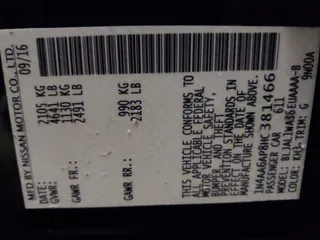 MFD BY NISSAN MOTOR CO., LTD.
09/16
2105 KG
GVWR: 4641 LB
1130 KG
GAWR FR.: 2491 LB
990 KG
GAWR RR.: 2183 LB
THIS VEHICLE CONFORMS TO
ALL APPLICABLE FEDERAL
MOTOR VEHICLE SAFETY,
BUMPER, AND THEFT
PREVENTION STANDARDS
IN EFFECT ON THE DATE OF
MANUFACTURE SHOWN ABOVE.
1N4AA6AP8HC381466
PASSENGER CAR
COLOR: KH3 TRIM: G